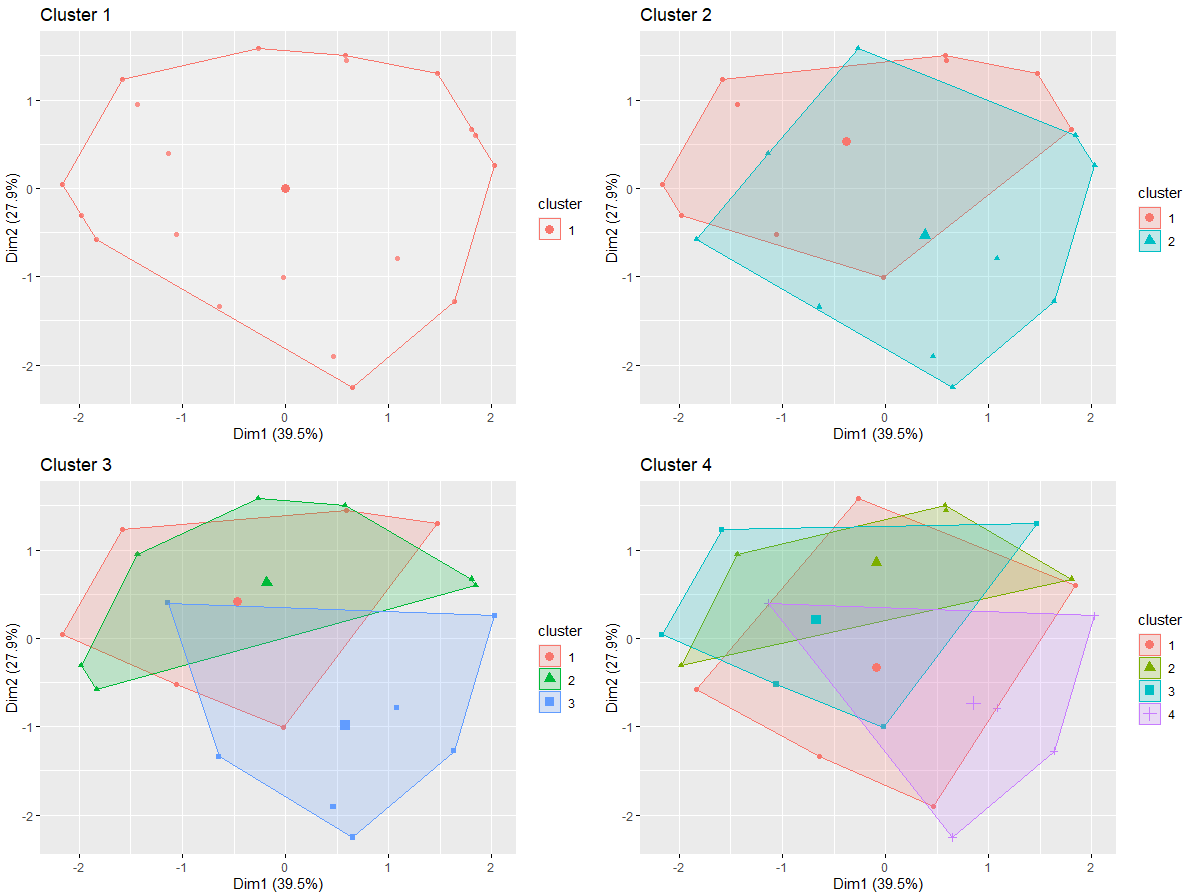 Cluster 1
1
0
-1
-2
Dim2 (27.9%)
-2 -1 0 1 2
Dim1 (39.5%)
cluster
1
Cluster 2
1
0
-1
-2
Dim2 (27.9%)
-2 -1 0 1 2
Dim1 (39.5%)
cluster
1
2
Cluster 3
1
0
-1
-2
Dim2 (27.9%)
-2 -1 0 1 2
Dim1 (39.5%)
cluster
1
2
3
Cluster 4
1
0
-1
-2
Dim2 (27.9%)
-2 -1 0 1 2
Dim1 (39.5%)
cluster
1
2
3
4